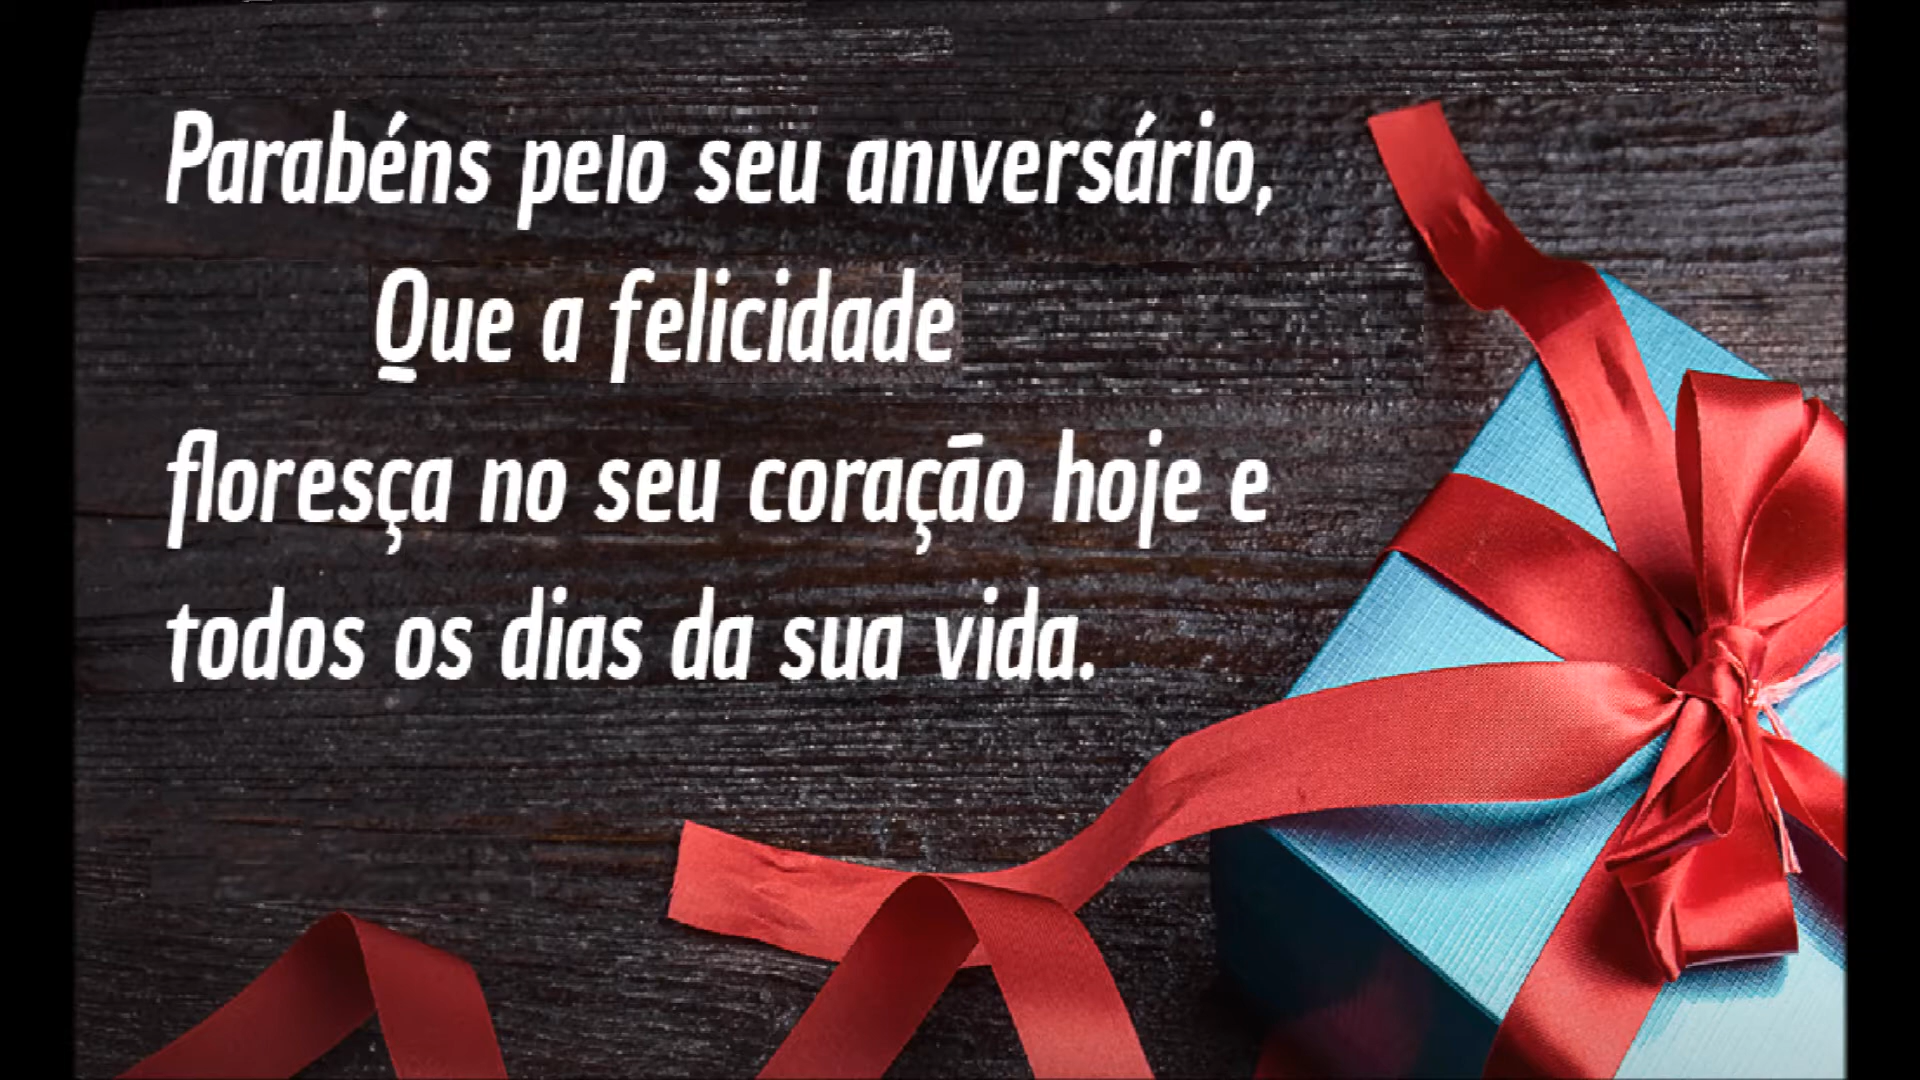 Parabéns pelo seu aniversário,
Que a felicidade
floresça no seu coração hoje e
todos os dias da sua vida.